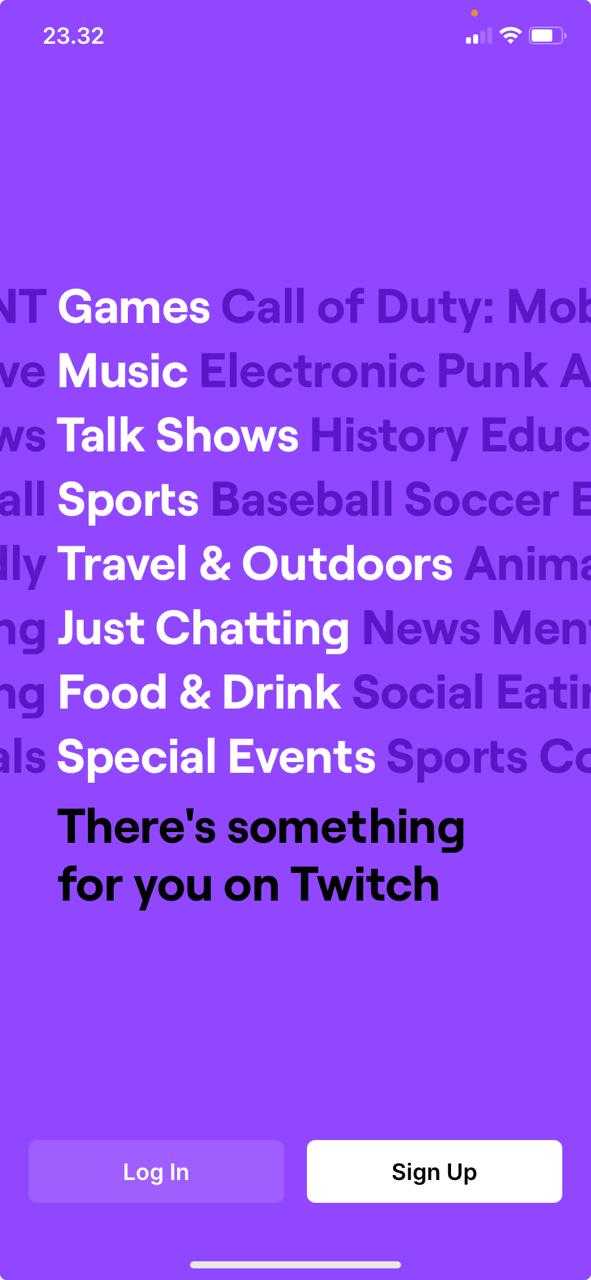 23.32
NT Games Call of Duty: Mob
ve Music Electronic Punk A
ws Talk Shows History Educ
all Sports Baseball Soccer E
dly Travel & Outdoors Anima
ng Just Chatting News Ment
ng Food & Drink Social Eatin
als Special Events Sports Co
There's something
for you on Twitch
Log In Sign Up